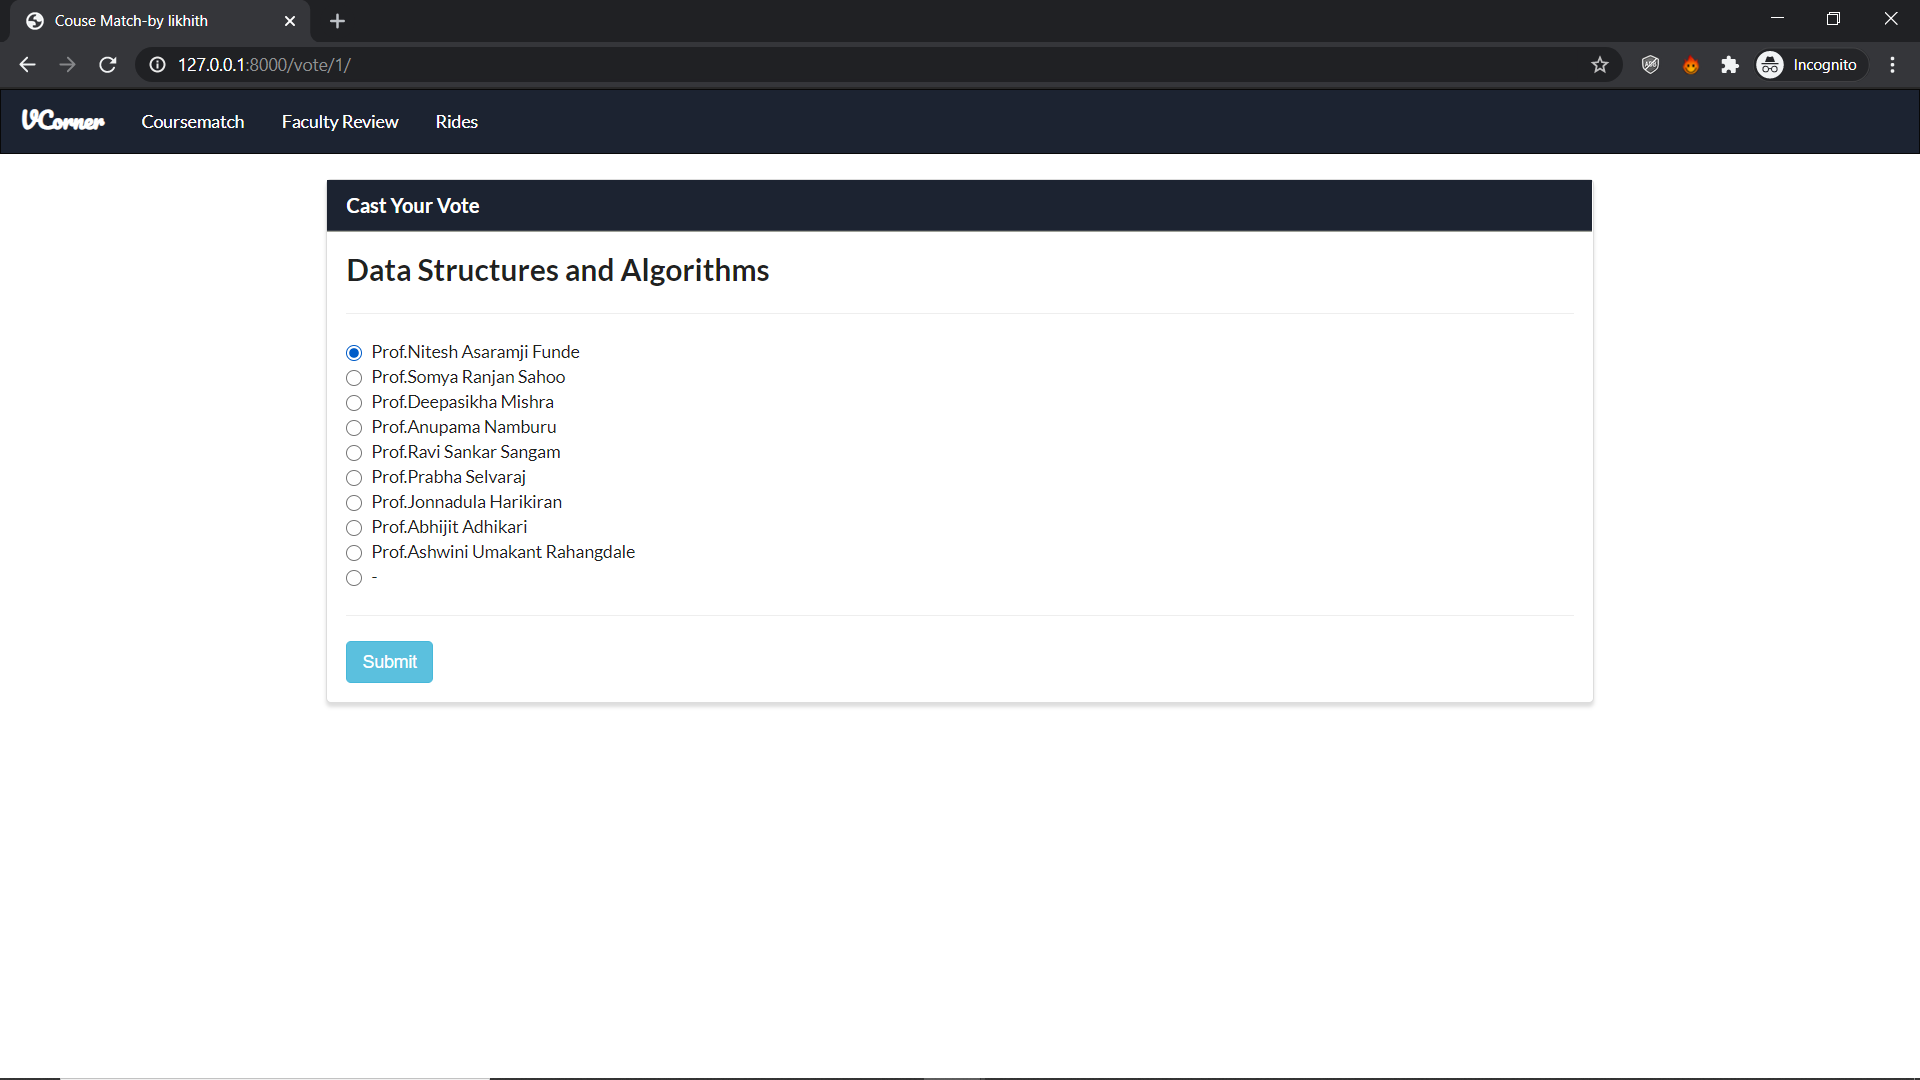 Couse Match-by likhith
127.0.0.1:8000/vote/1/
Incognito
VCorner Coursematch Faculty Review Rides
Cast Your Vote
Data Structures and Algorithms
Prof.Nitesh Asaramji Funde
Prof.Somya Ranjan Sahoo
Prof.Deepasikha Mishra
Prof.Anupama Namburu
Prof.Ravi Sankar Sangam
Prof.Prabha Selvaraj
Prof.Jonnadula Harikiran
Prof.Abhijit Adhikari
Prof.Ashwini Umakant Rahangdale
-
Submit